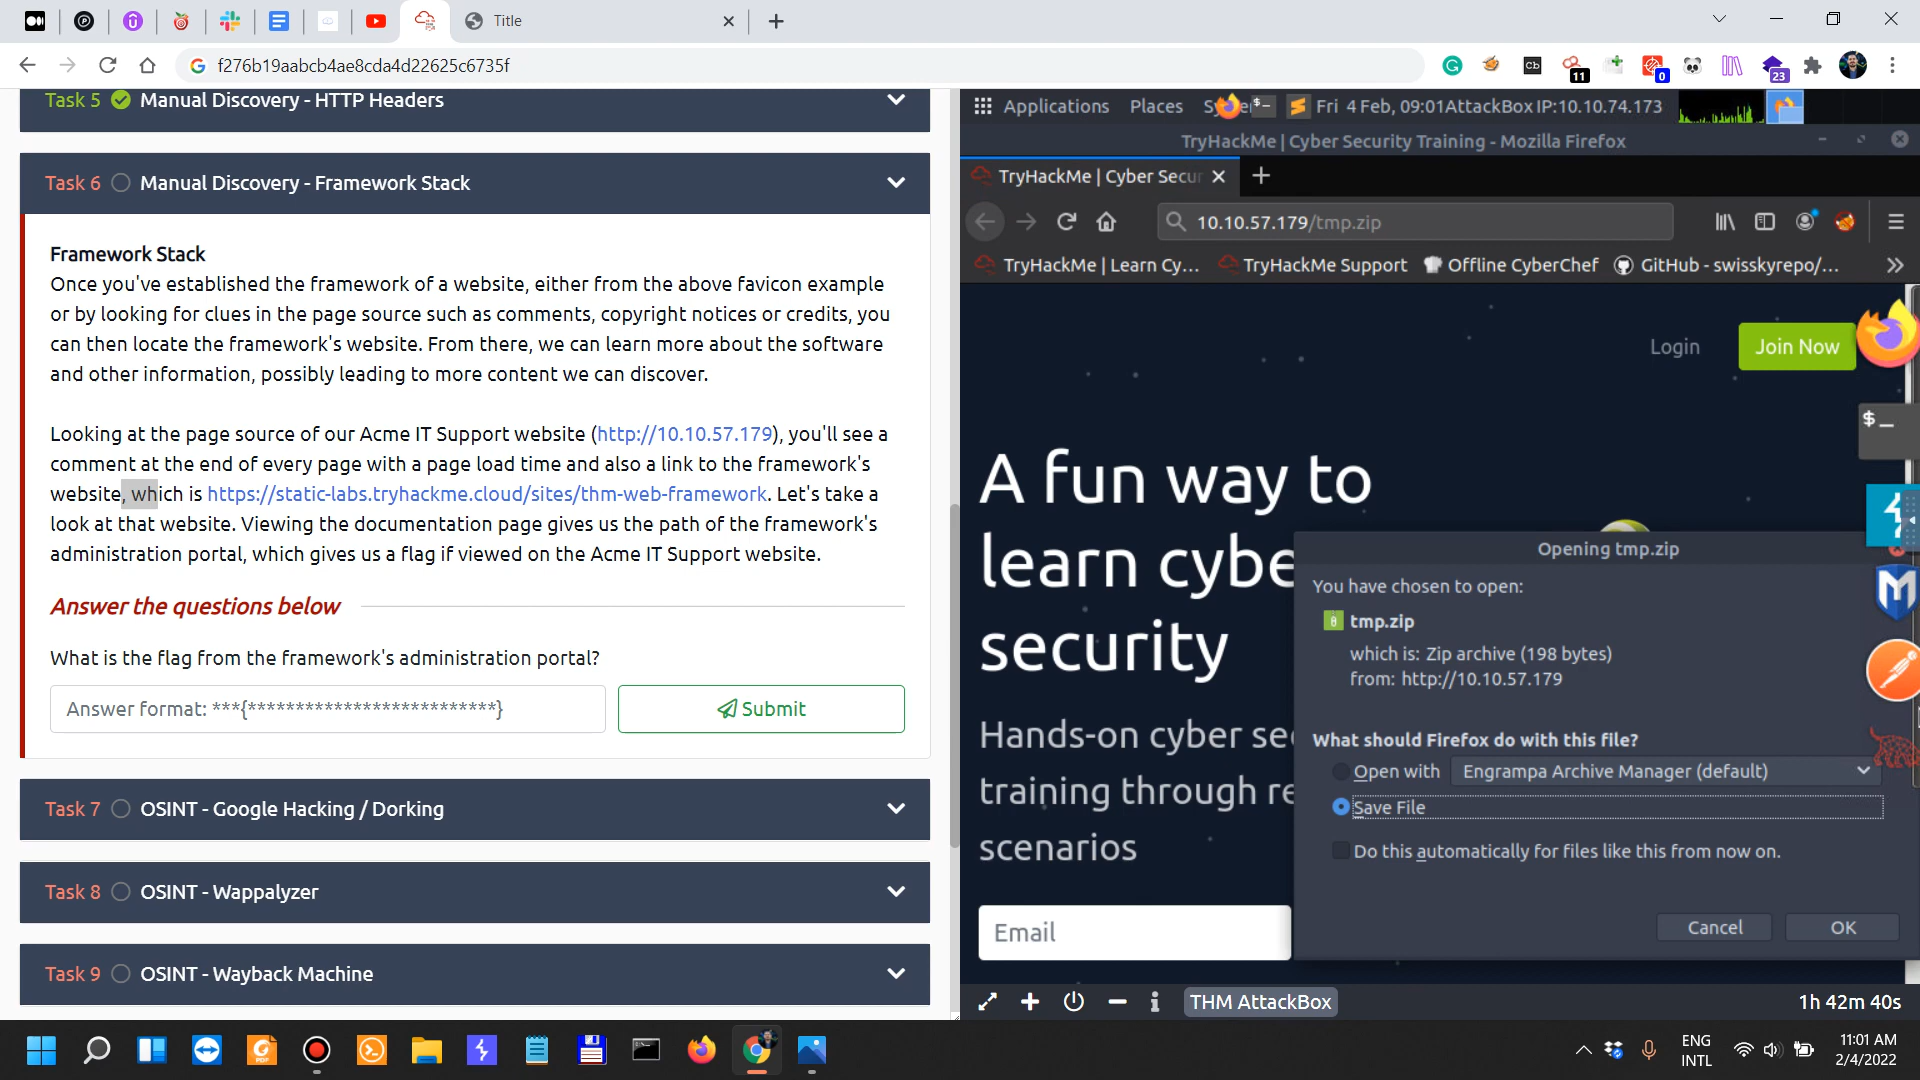 Title
f276b19aabcb4ae8cda4d22625c6735f
Cb
11
0
23
Task 5 Manual Discovery - HTTP Headers
Task 6 Manual Discovery - Framework Stack
Framework Stack
Once you've established the framework of a website, either from the above favicon example
or by looking for clues in the page source such as comments, copyright notices or credits, you
can then locate the framework's website. From there, we can learn more about the software
and other information, possibly leading to more content we can discover.
Looking at the page source of our Acme IT Support website (http://10.10.57.179), you'll see a
comment at the end of every page with a page load time and also a link to the framework's
website, which is https://static-labs.tryhackme.cloud/sites/thm-web-framework. Let's take a
look at that website. Viewing the documentation page gives us the path of the framework's
administration portal, which gives us a flag if viewed on the Acme IT Support website.
Answer the questions below
What is the flag from the framework's administration portal?
Answer format: ***{**************************}
Submit
Task 7 OSINT - Google Hacking / Dorking
Task 8 OSINT - Wappalyzer
Task 9 OSINT - Wayback Machine
Applications Places Fri 4 Feb, 09:01 AttackBox IP:10.10.74.173
TryHackMe | Cyber Security Training - Mozilla Firefox
TryHackMe | Cyber Secur
10.10.57.179/tmp.zip
TryHackMe | Learn Cy... TryHackMe Support Offline CyberChef GitHub - swisskyrepo/...
Login
Join Now
$_
A fun way to
learn cybe
security
Hands-on cyber se
training through re
scenarios
Email
Opening tmp.zip
You have chosen to open:
tmp.zip
which is: Zip archive (198 bytes)
from: http://10.10.57.179
What should Firefox do with this file?
Open with Engrampa Archive Manager (default)
Save File
Do this automatically for files like this from now on.
Cancel
OK
THM AttackBox
1h 42m 40s
ENG
INTL
11:01 AM
2/4/2022